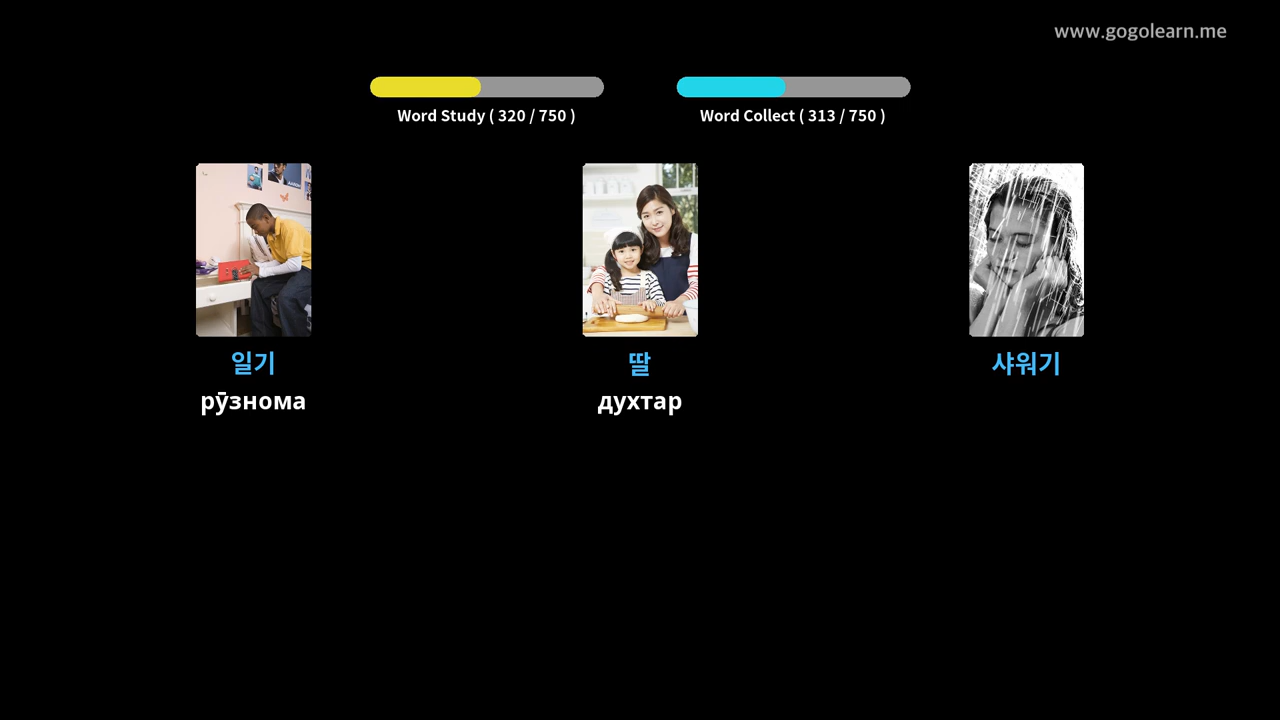 www.gogolearn.me
Word Study ( 320 / 750 )
Word Collect ( 313 / 750 )
일기
рӯзнома
딸
духтар
샤워기